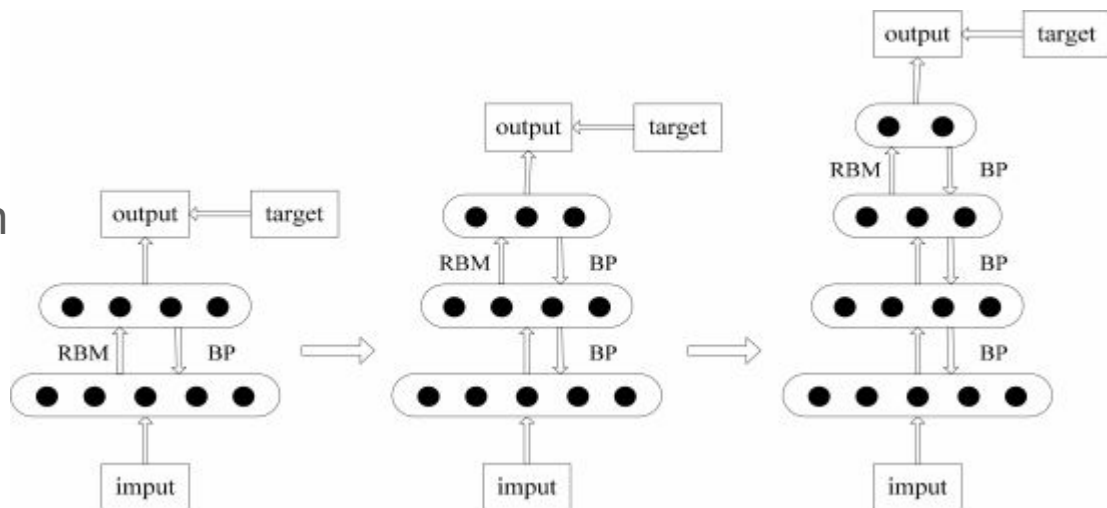 output target
output target
output target
RBM BP
n
RBM BP
BP
RBM BP
BP
BP
imput
imput
imput